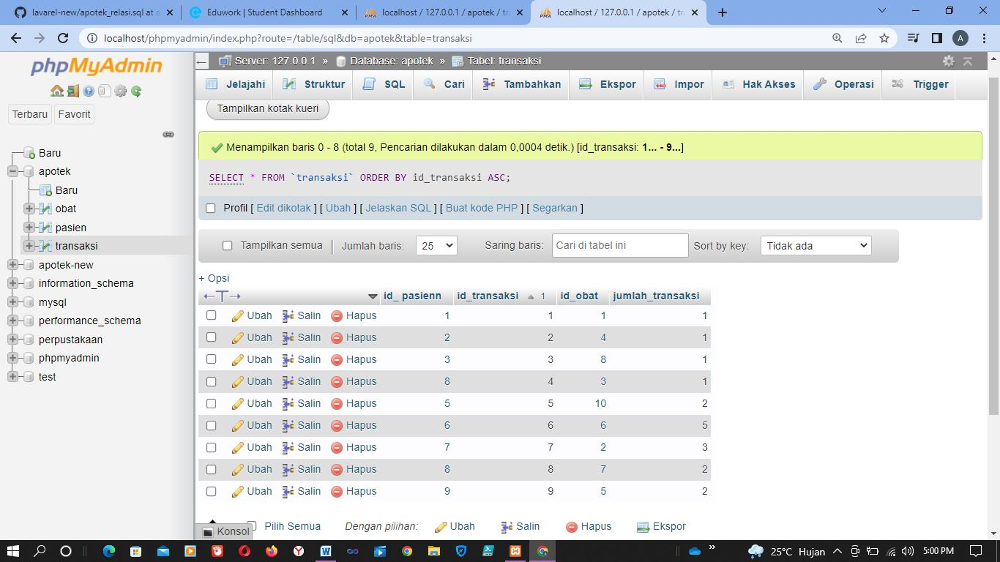 lavarel-new/apotek_relasi.sql at a
Eduwork | Student Dashboard
localhost / 127.0.0.1 / apotek / tr
localhost / 127.0.0.1 / apotek / tr
localhost/phpmyadmin/index.php?route=/table/sql&db=apotek&table=transaksi
A
phpMyAdmin
Terbaru Favorit
Baru
apotek
Baru
obat
pasien
transaksi
apotek-new
information_schema
mysql
performance_schema
perpustakaan
phpmyadmin
test
Server: 127.0.0.1 » Database: apotek » Tabel: transaksi
Jelajahi Struktur SQL Cari Tambahkan Ekspor Impor Hak Akses Operasi Trigger
Tampilkan kotak kueri
Menampilkan baris 0 - 8 (total 9, Pencarian dilakukan dalam 0,0004 detik.) [id_transaksi: 1... - 9...]
SELECT * FROM `transaksi` ORDER BY id_transaksi ASC;
Profil [ Edit dikotak ] [ Ubah ] [ Jelaskan SQL ] [ Buat kode PHP ] [ Segarkan ]
Tampilkan semua Jumlah baris: 25 Saring baris: Cari di tabel ini Sort by key: Tidak ada
+ Opsi
←T→ id_ pasienn id_transaksi 1 id_obat jumlah_transaksi
Ubah Salin Hapus 1 1 1 1
Ubah Salin Hapus 2 2 4 1
Ubah Salin Hapus 3 3 8 1
Ubah Salin Hapus 8 4 3 1
Ubah Salin Hapus 5 5 10 2
Ubah Salin Hapus 6 6 6 5
Ubah Salin Hapus 7 7 2 3
Ubah Salin Hapus 8 8 7 2
Ubah Salin Hapus 9 9 5 2
Pilih Semua Dengan pilihan: Ubah Salin Hapus Ekspor
Konsol
25°C Hujan 5:00 PM